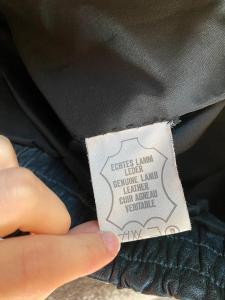 ECHTES LAMM
LEDER
GENUINE LAMB
LEATHER
CUIR AGNEAU
VERITABLE